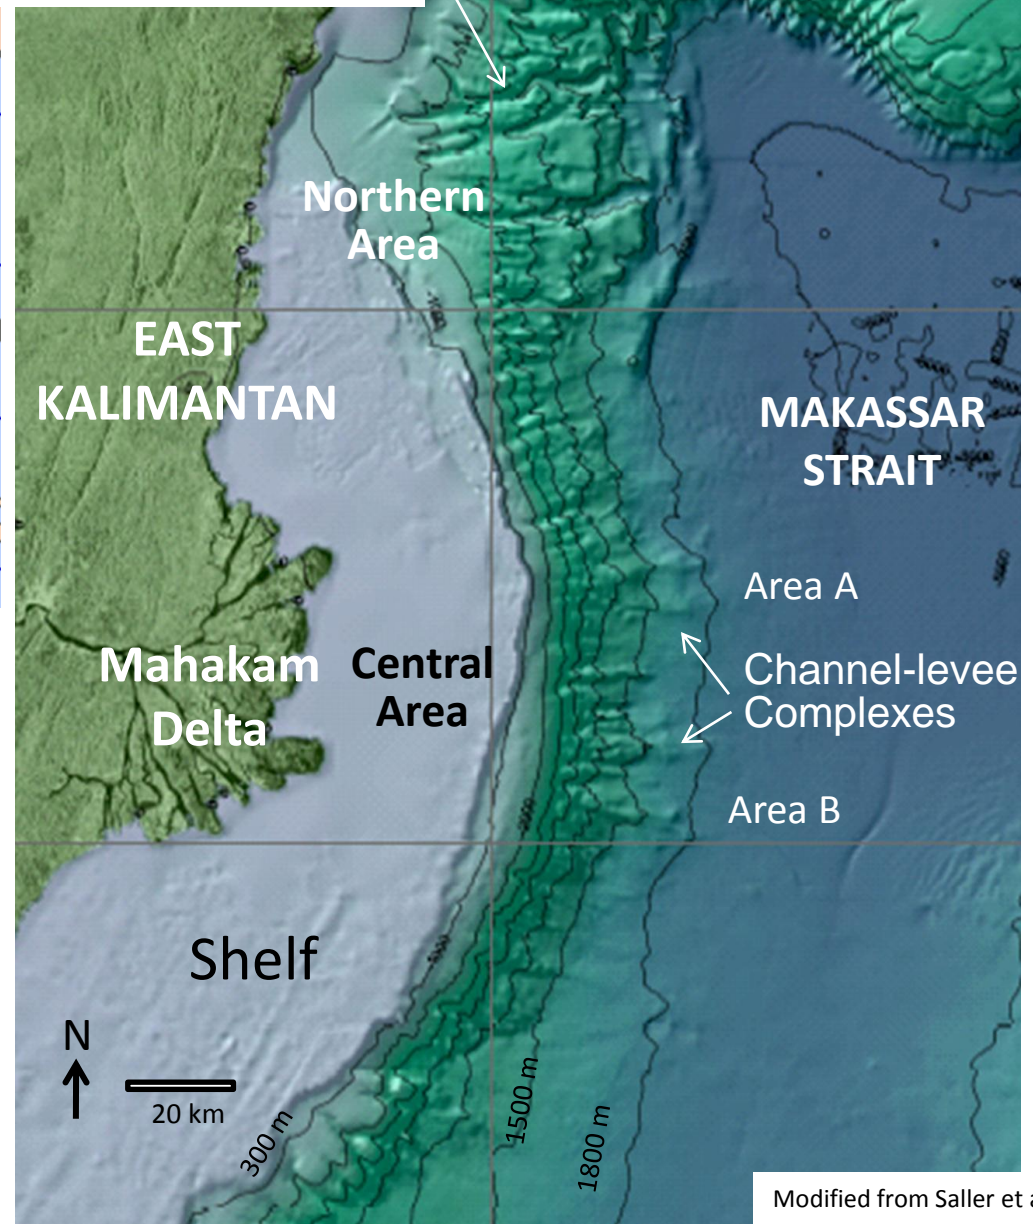 Northern
Area
EAST
KALIMANTAN
MAKASSAR
STRAIT
Area A
Mahakam
Delta
Central
Area
Channel-levee
Complexes
Area B
Shelf
N
20 km
300 m
1500 m
1800 m
Modified from Saller et